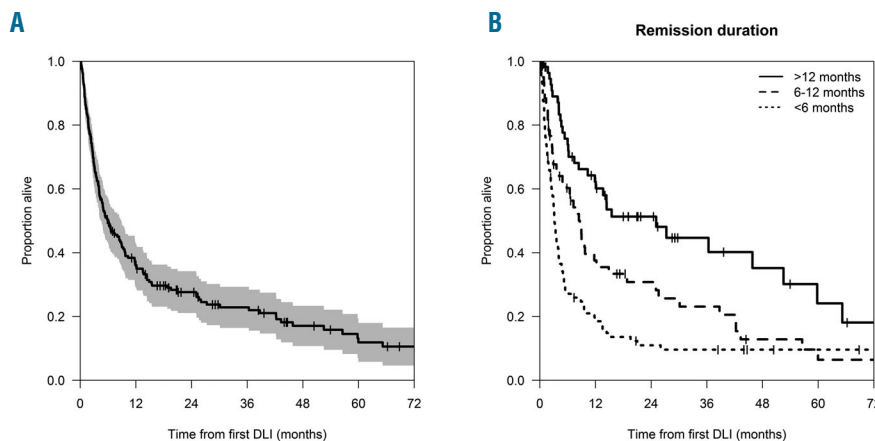 A
B
Remission duration
1.0
0.8
0.6
0.4
0.2
0.0
Proportion alive
0 12 24 36 48 60 72
Time from first DLI (months)
1.0
0.8
0.6
0.4
0.2
0.0
Proportion alive
>12 months
6-12 months
<6 months
0 12 24 36 48 60 72
Time from first DLI (months)